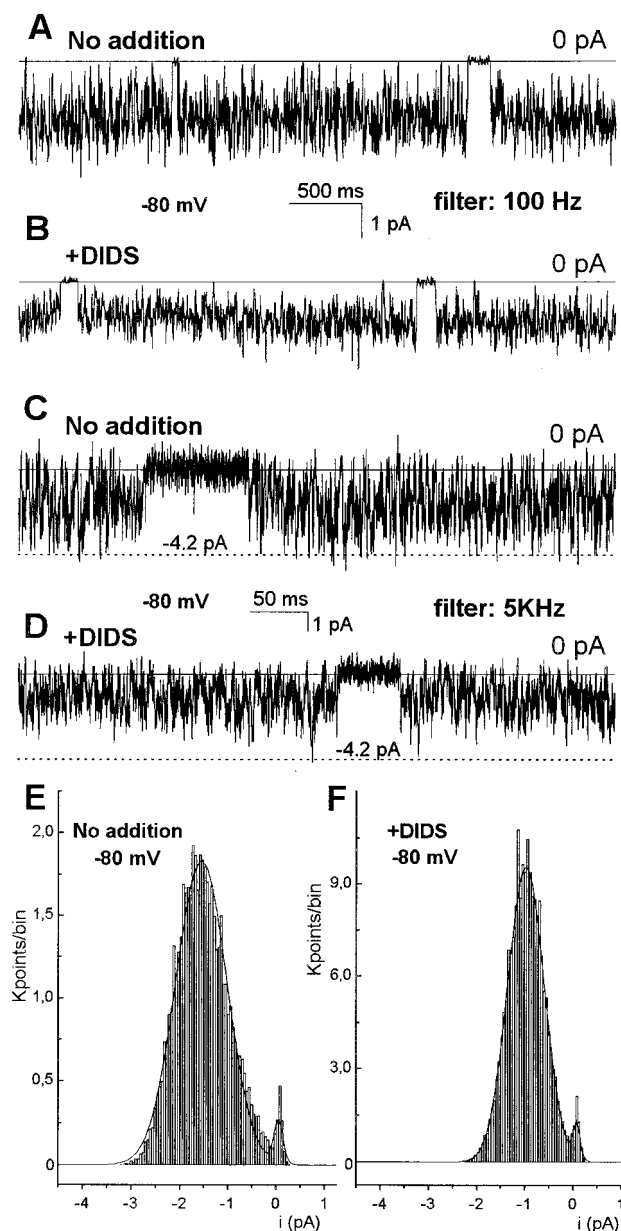 A
No addition
0 pA
-80 mV
500 ms
1 pA
filter: 100 Hz
B
+DIDS
0 pA
C
No addition
0 pA
-4.2 pA
-80 mV
50 ms
1 pA
filter: 5KHz
D
+DIDS
0 pA
-4.2 pA
E
No addition
-80 mV
2,0
1,5
1,0
0,5
0
Kpoints/bin
-4 -3 -2 -1 0 1
i (pA)
F
+DIDS
-80 mV
9,0
6,0
3,0
0
Kpoints/bin
-4 -3 -2 -1 0 1
i (pA)